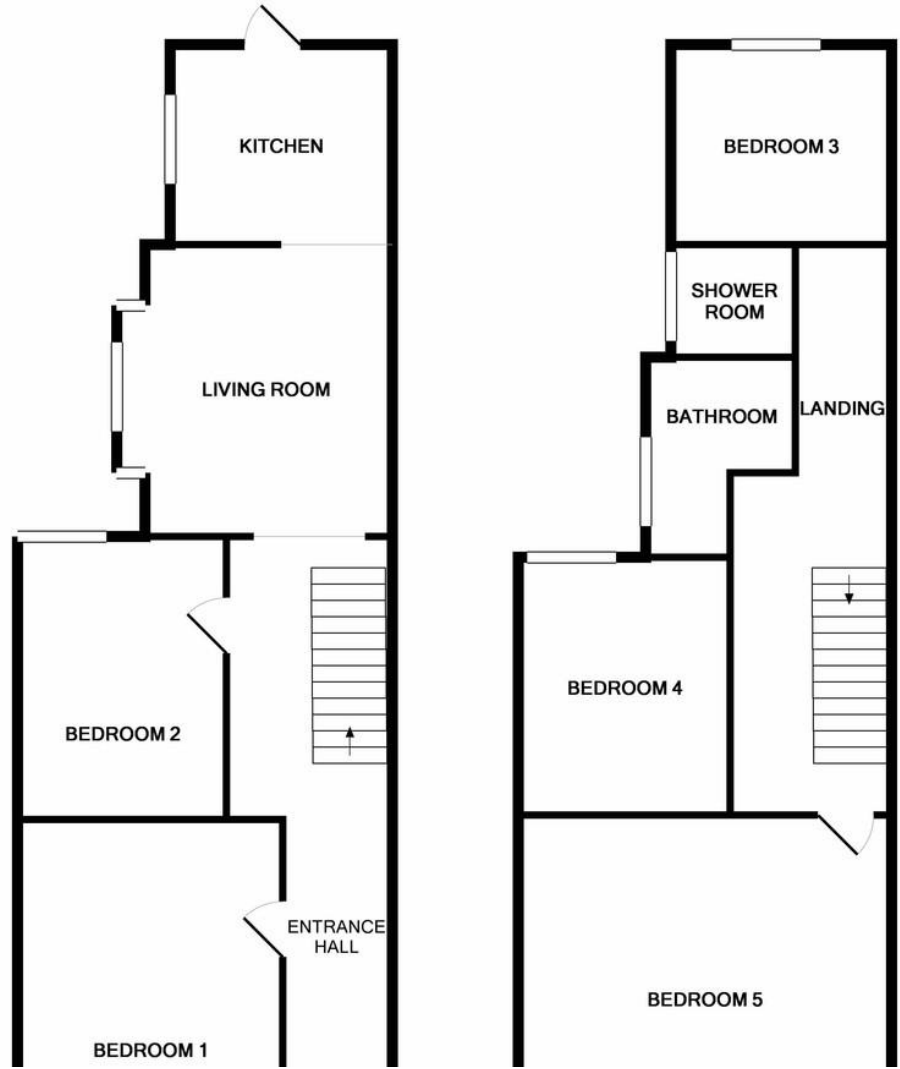 KITCHEN
LIVING ROOM
BEDROOM 2
ENTRANCE
HALL
BEDROOM 1
BEDROOM 3
SHOWER
ROOM
BATHROOM
LANDING
BEDROOM 4
BEDROOM 5